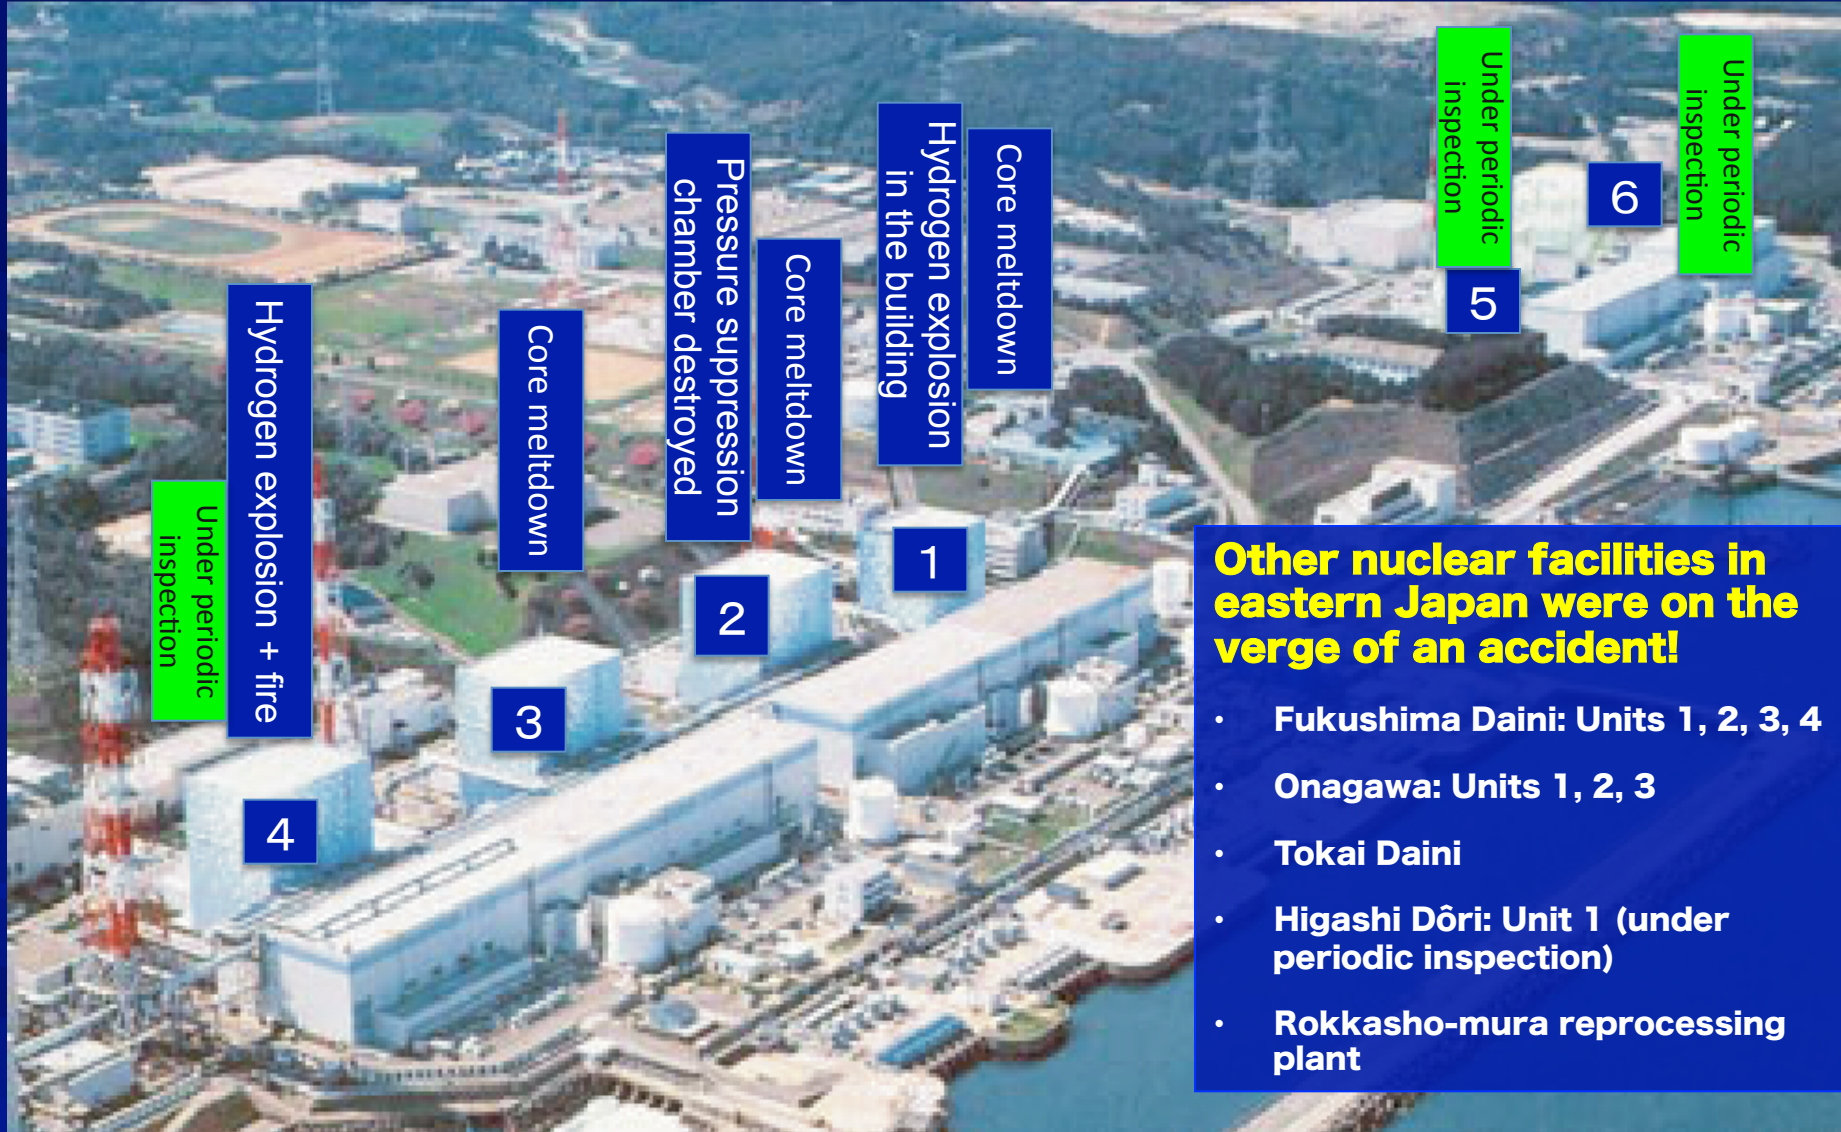 Under periodic
inspection
Hydrogen explosion + fire
4
Core meltdown
3
Pressure suppression
chamber destroyed
Core meltdown
2
Hydrogen explosion
in the building
Core meltdown
1
Under periodic
inspection
5
6
Under periodic
inspection
Other nuclear facilities in
eastern Japan were on the
verge of an accident!
• Fukushima Daini: Units 1, 2, 3, 4
• Onagawa: Units 1, 2, 3
• Tokai Daini
• Higashi Dôri: Unit 1 (under
periodic inspection)
• Rokkasho-mura reprocessing
plant